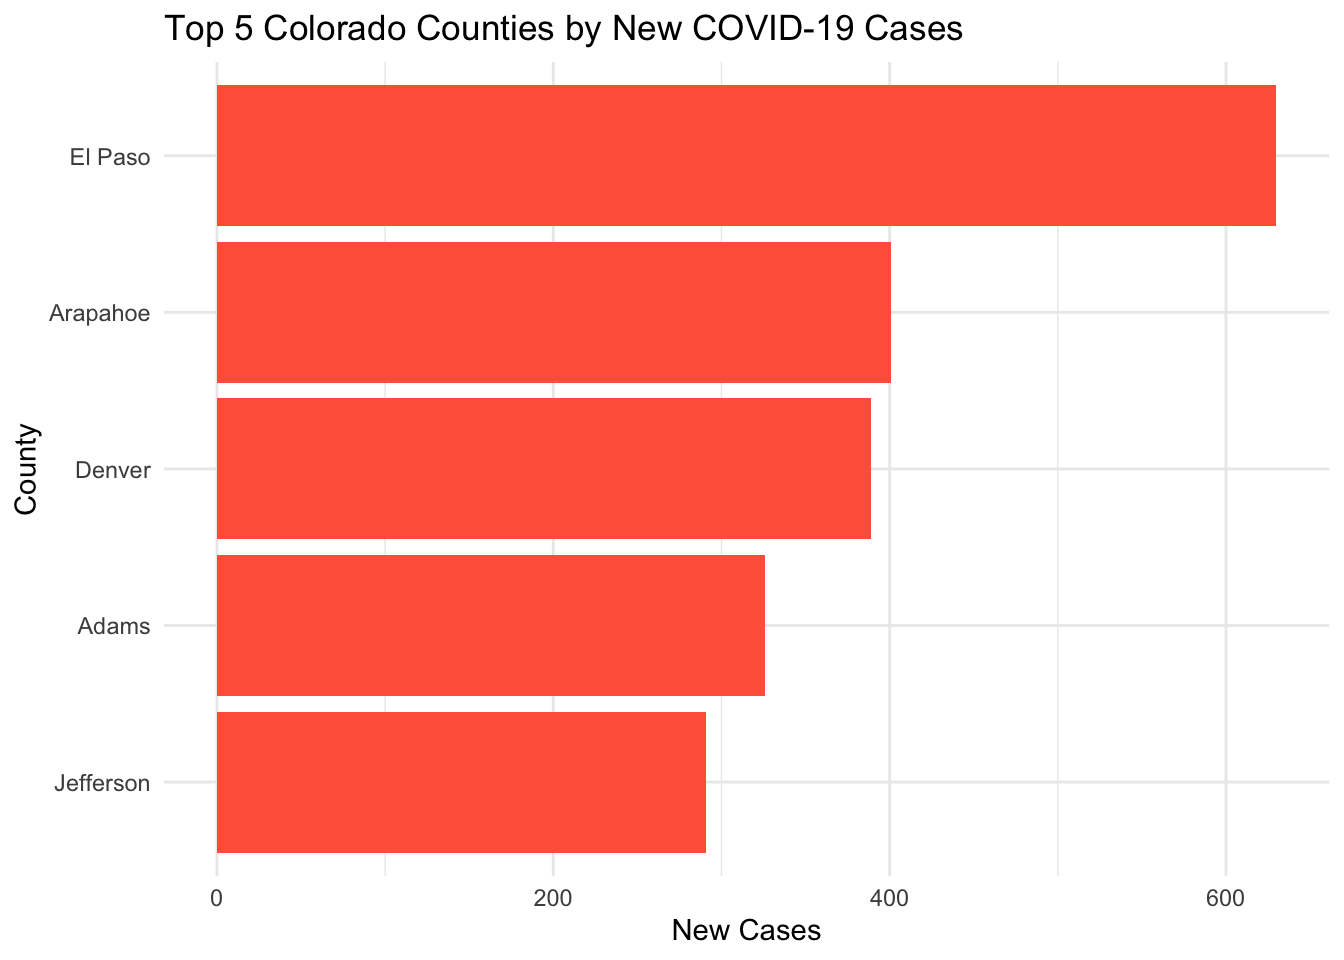 Top 5 Colorado Counties by New COVID-19 Cases
County
El Paso
Arapahoe
Denver
Adams
Jefferson
0 200 400 600
New Cases